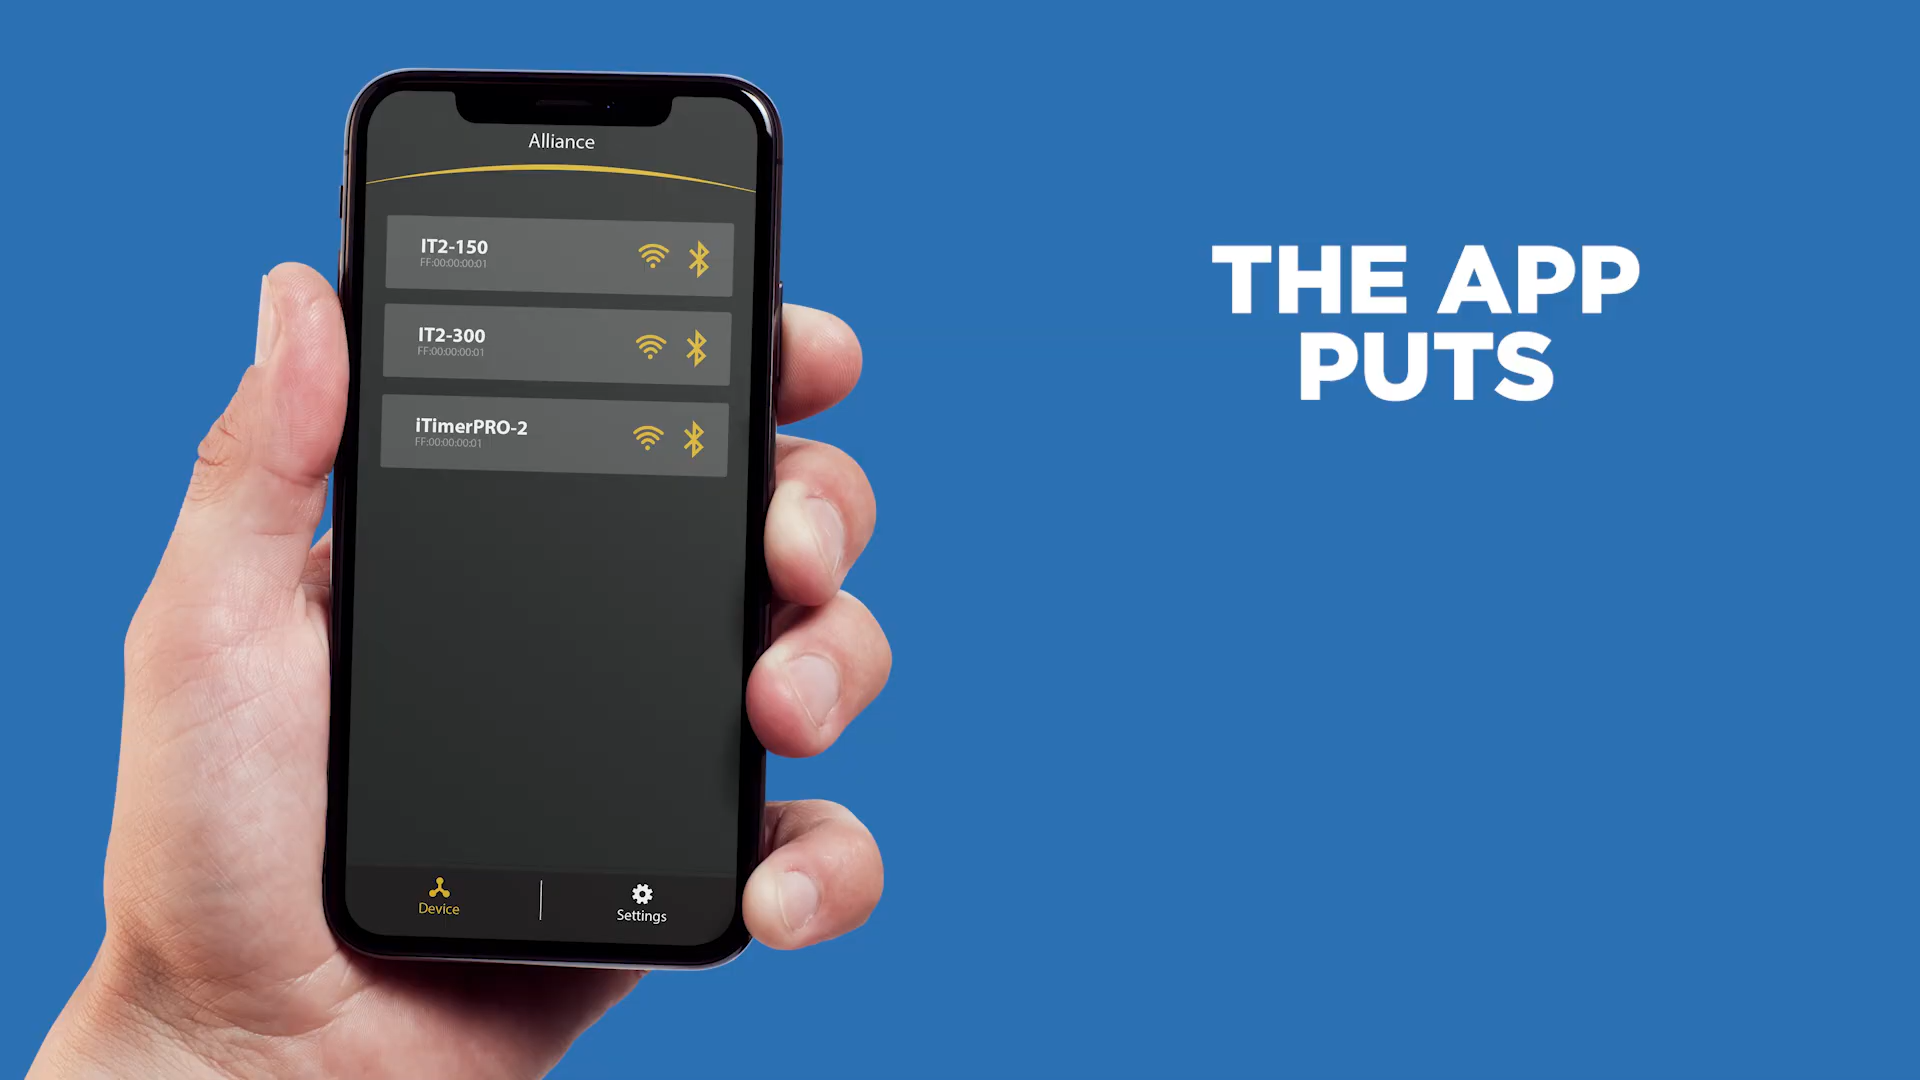 Alliance
IT2-150
FF:00:00:00:01
IT2-300
FF:00:00:00:01
iTimerPRO-2
FF:00:00:00:01
Device
Settings
THE APP
PUTS